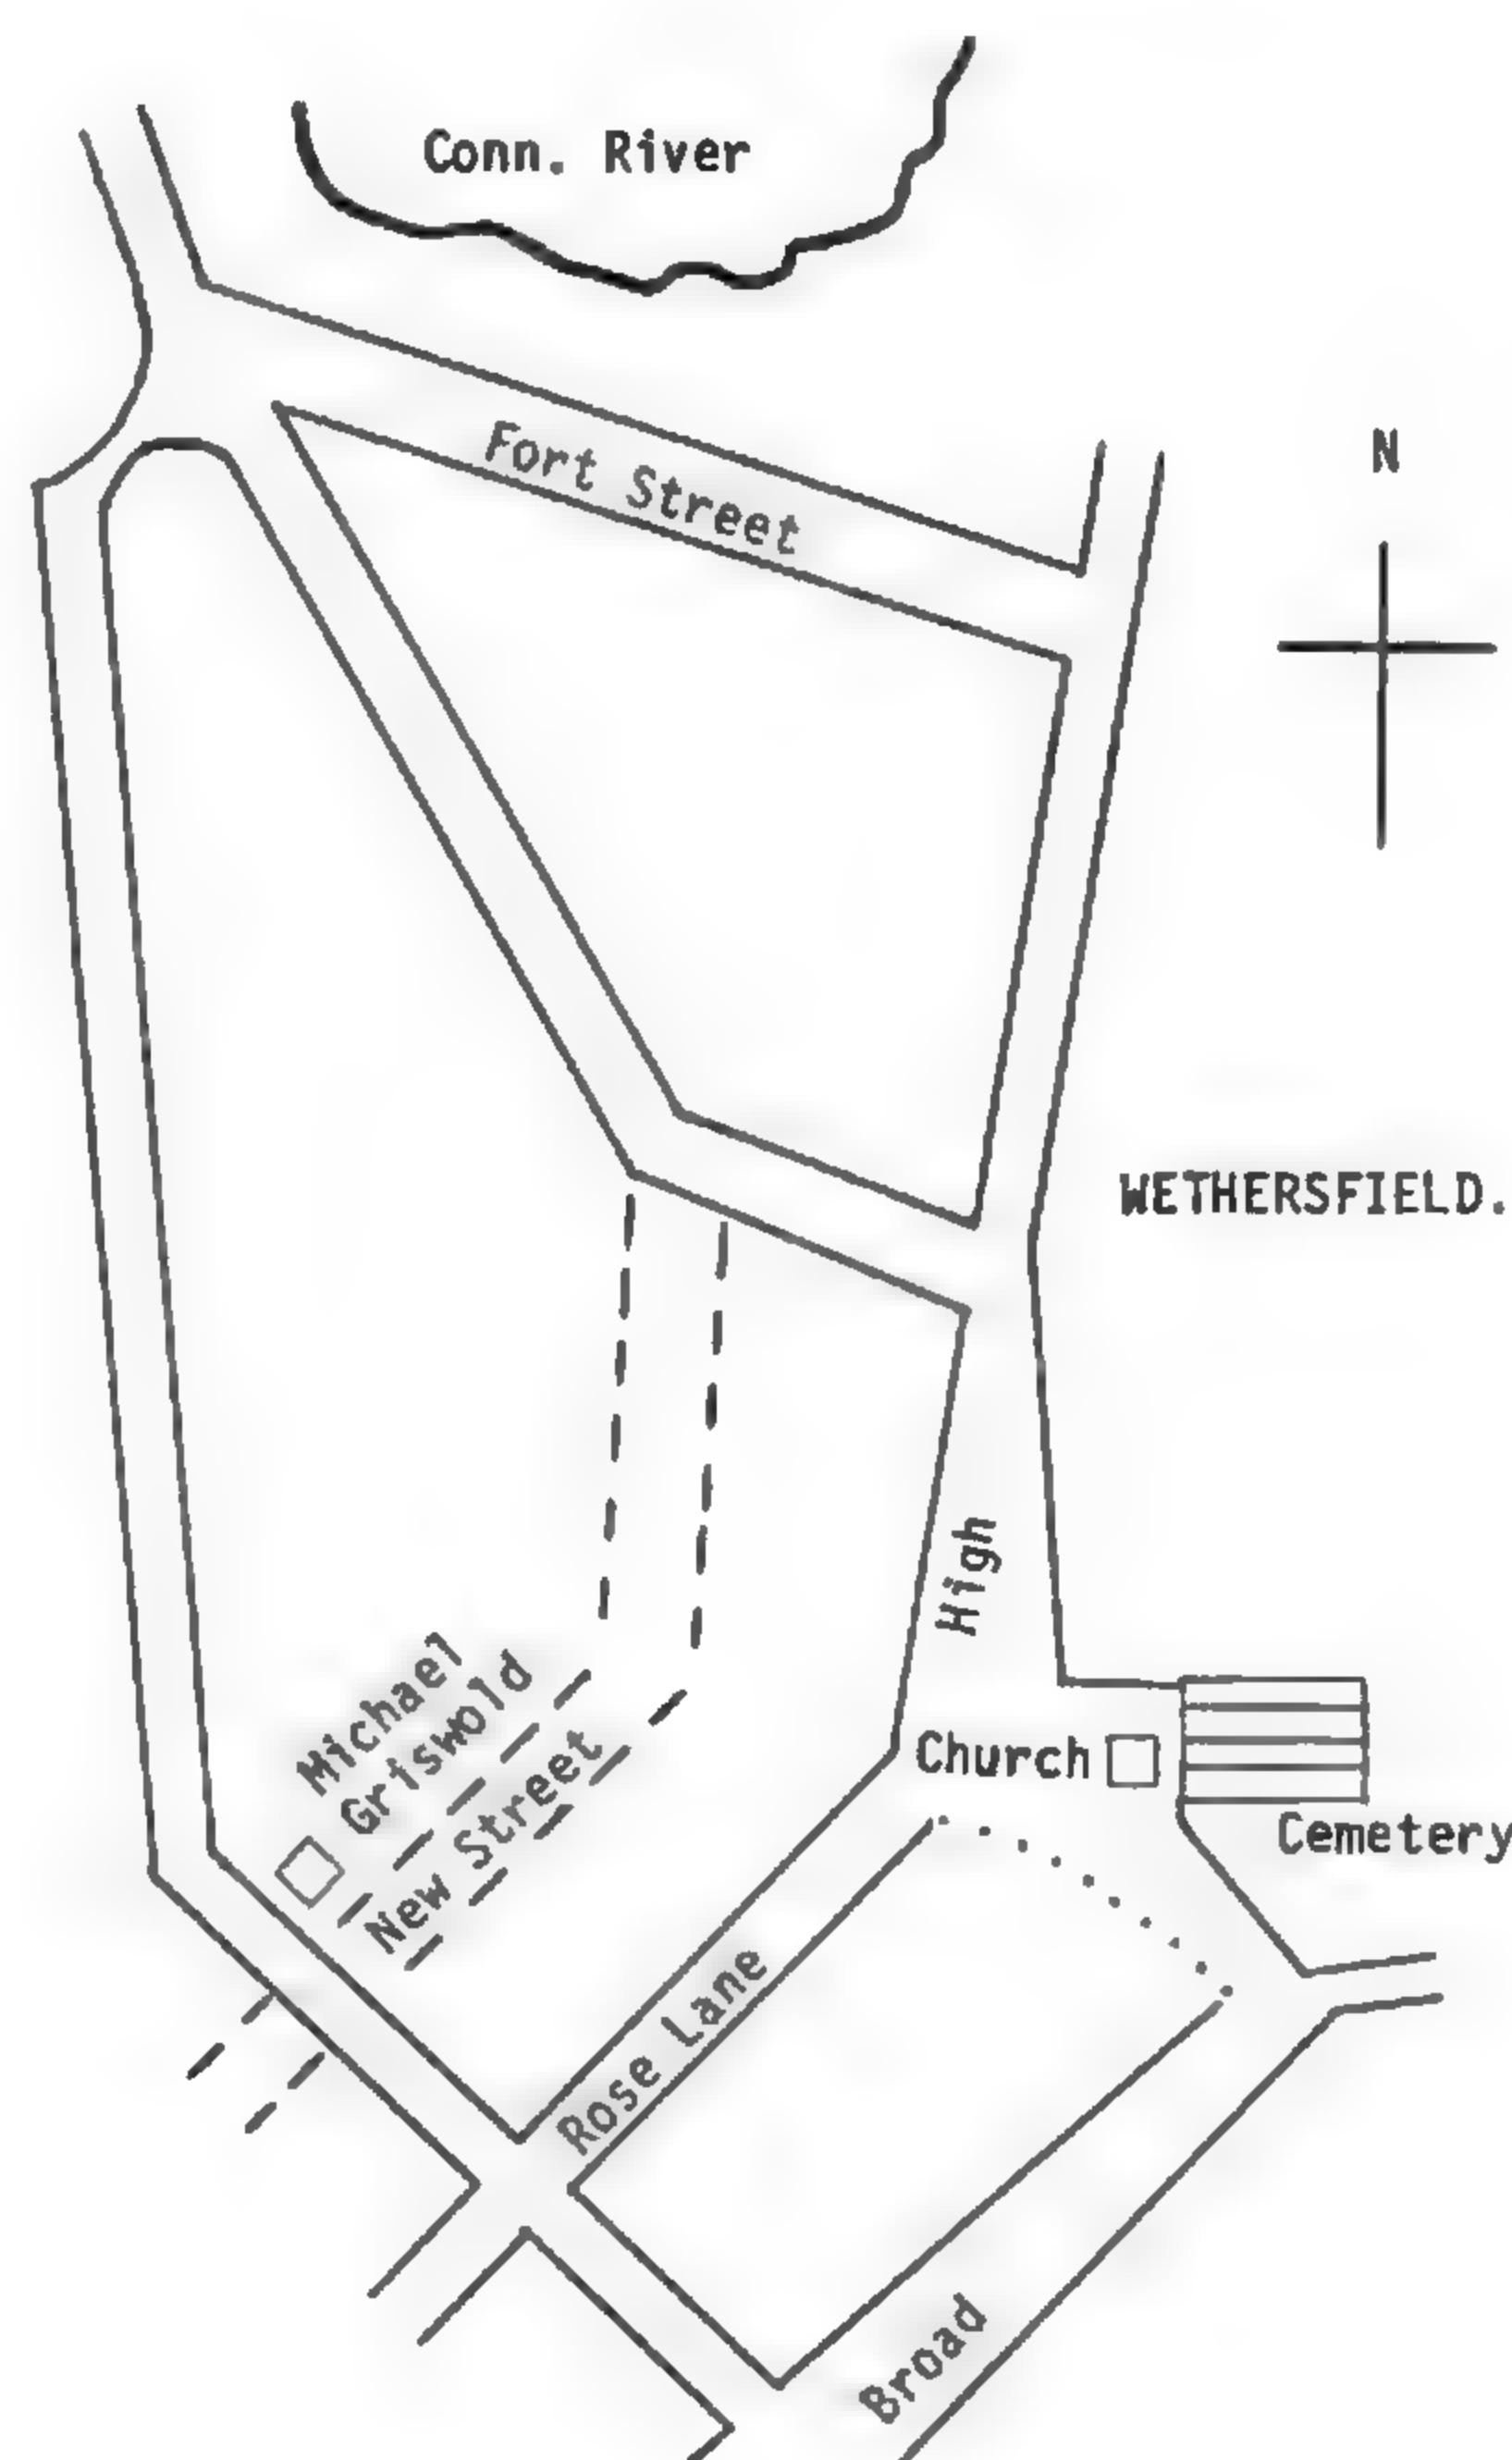 Conn. River
Fort Street
N
WETHERSFIELD.
High
Michael
Griswold
New Street
Church
Cemetery
Rose Lane
Broad